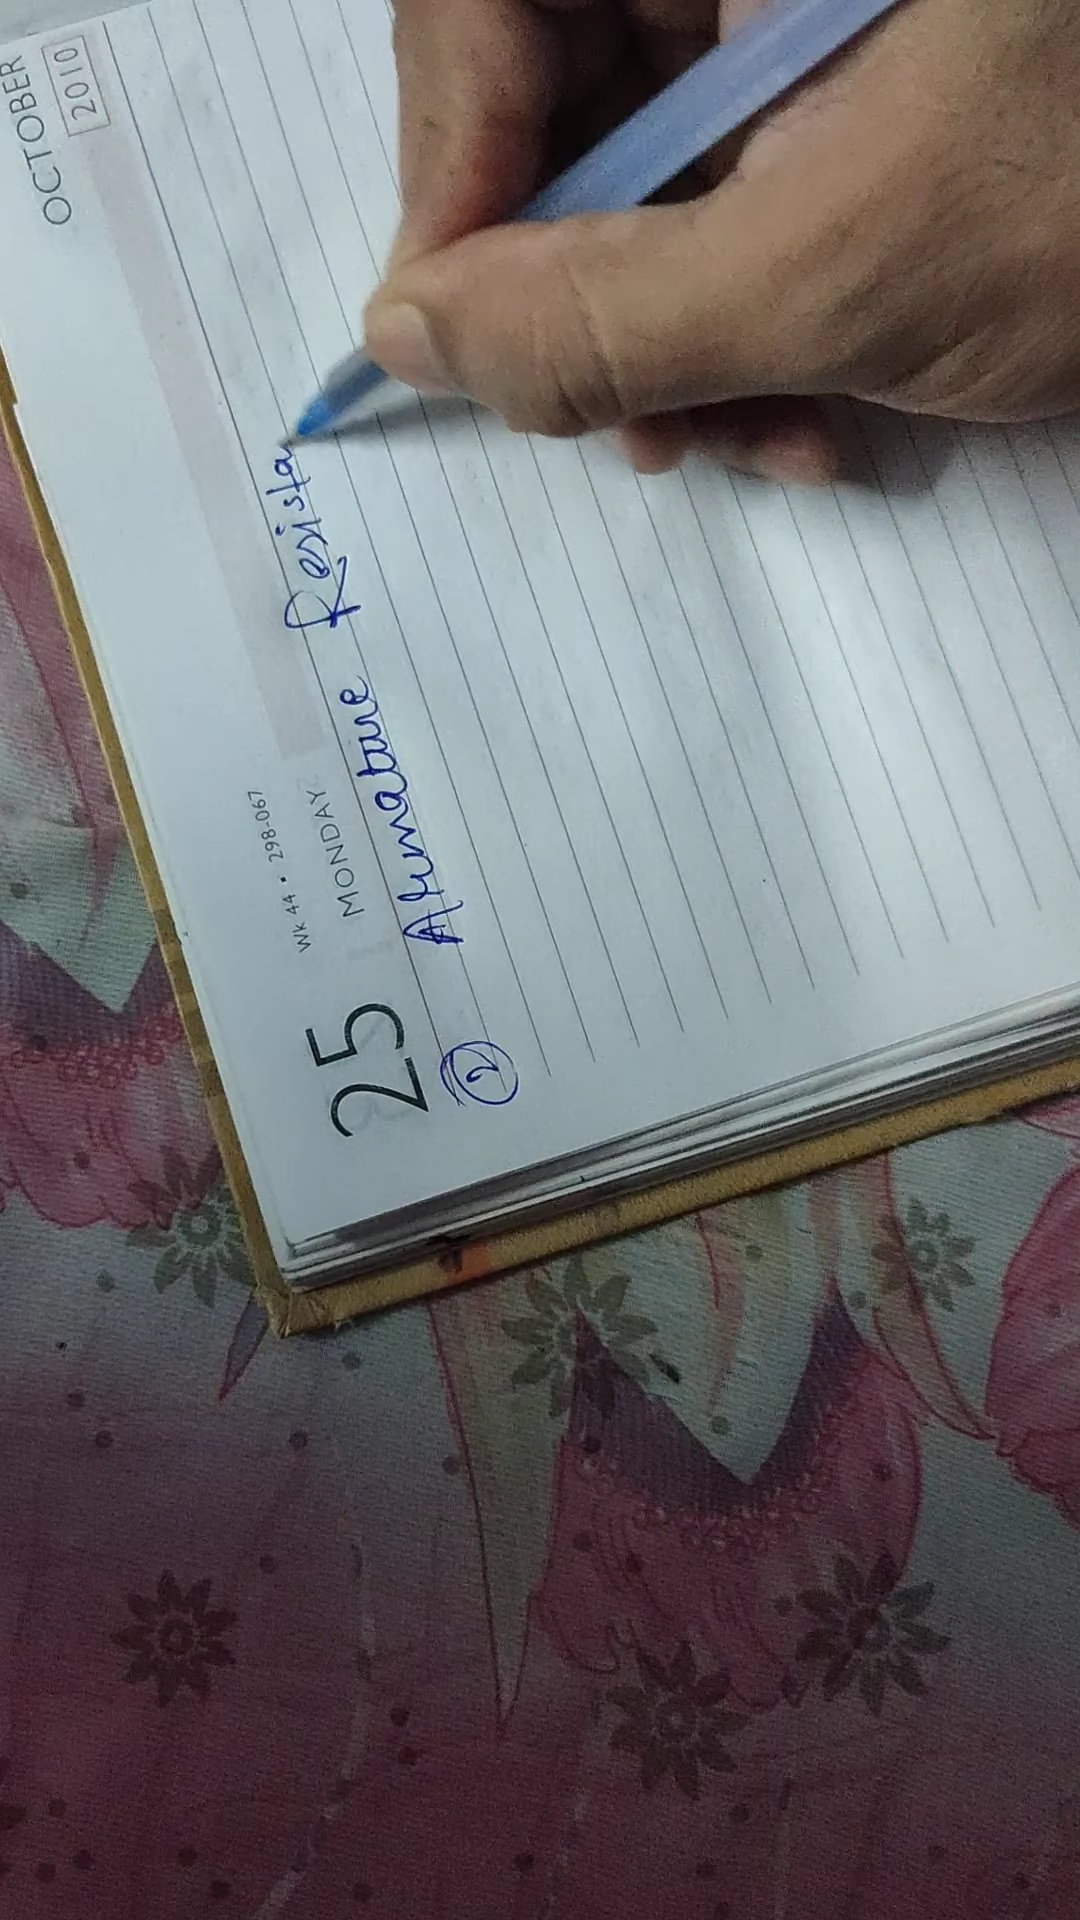 OCTOBER
2010
Wk 44 • 298-067
25 MONDAY
② Armature Resista